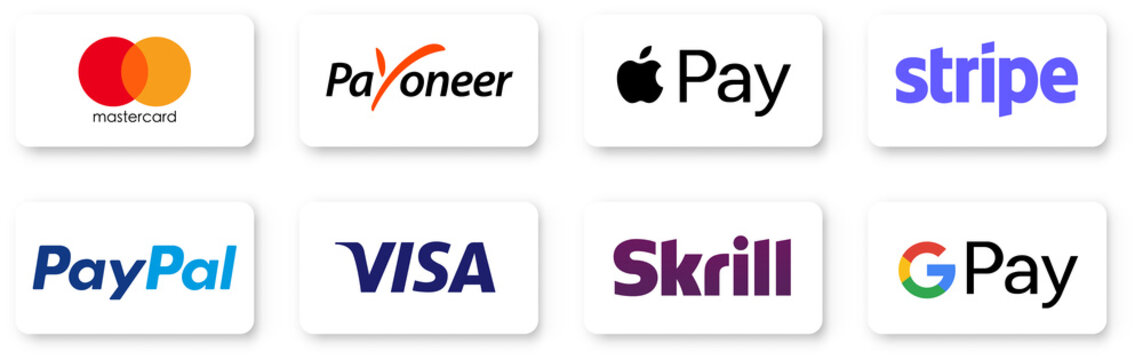 mastercard
Payoneer
Pay
stripe
PayPal
VISA
Skrill
G Pay